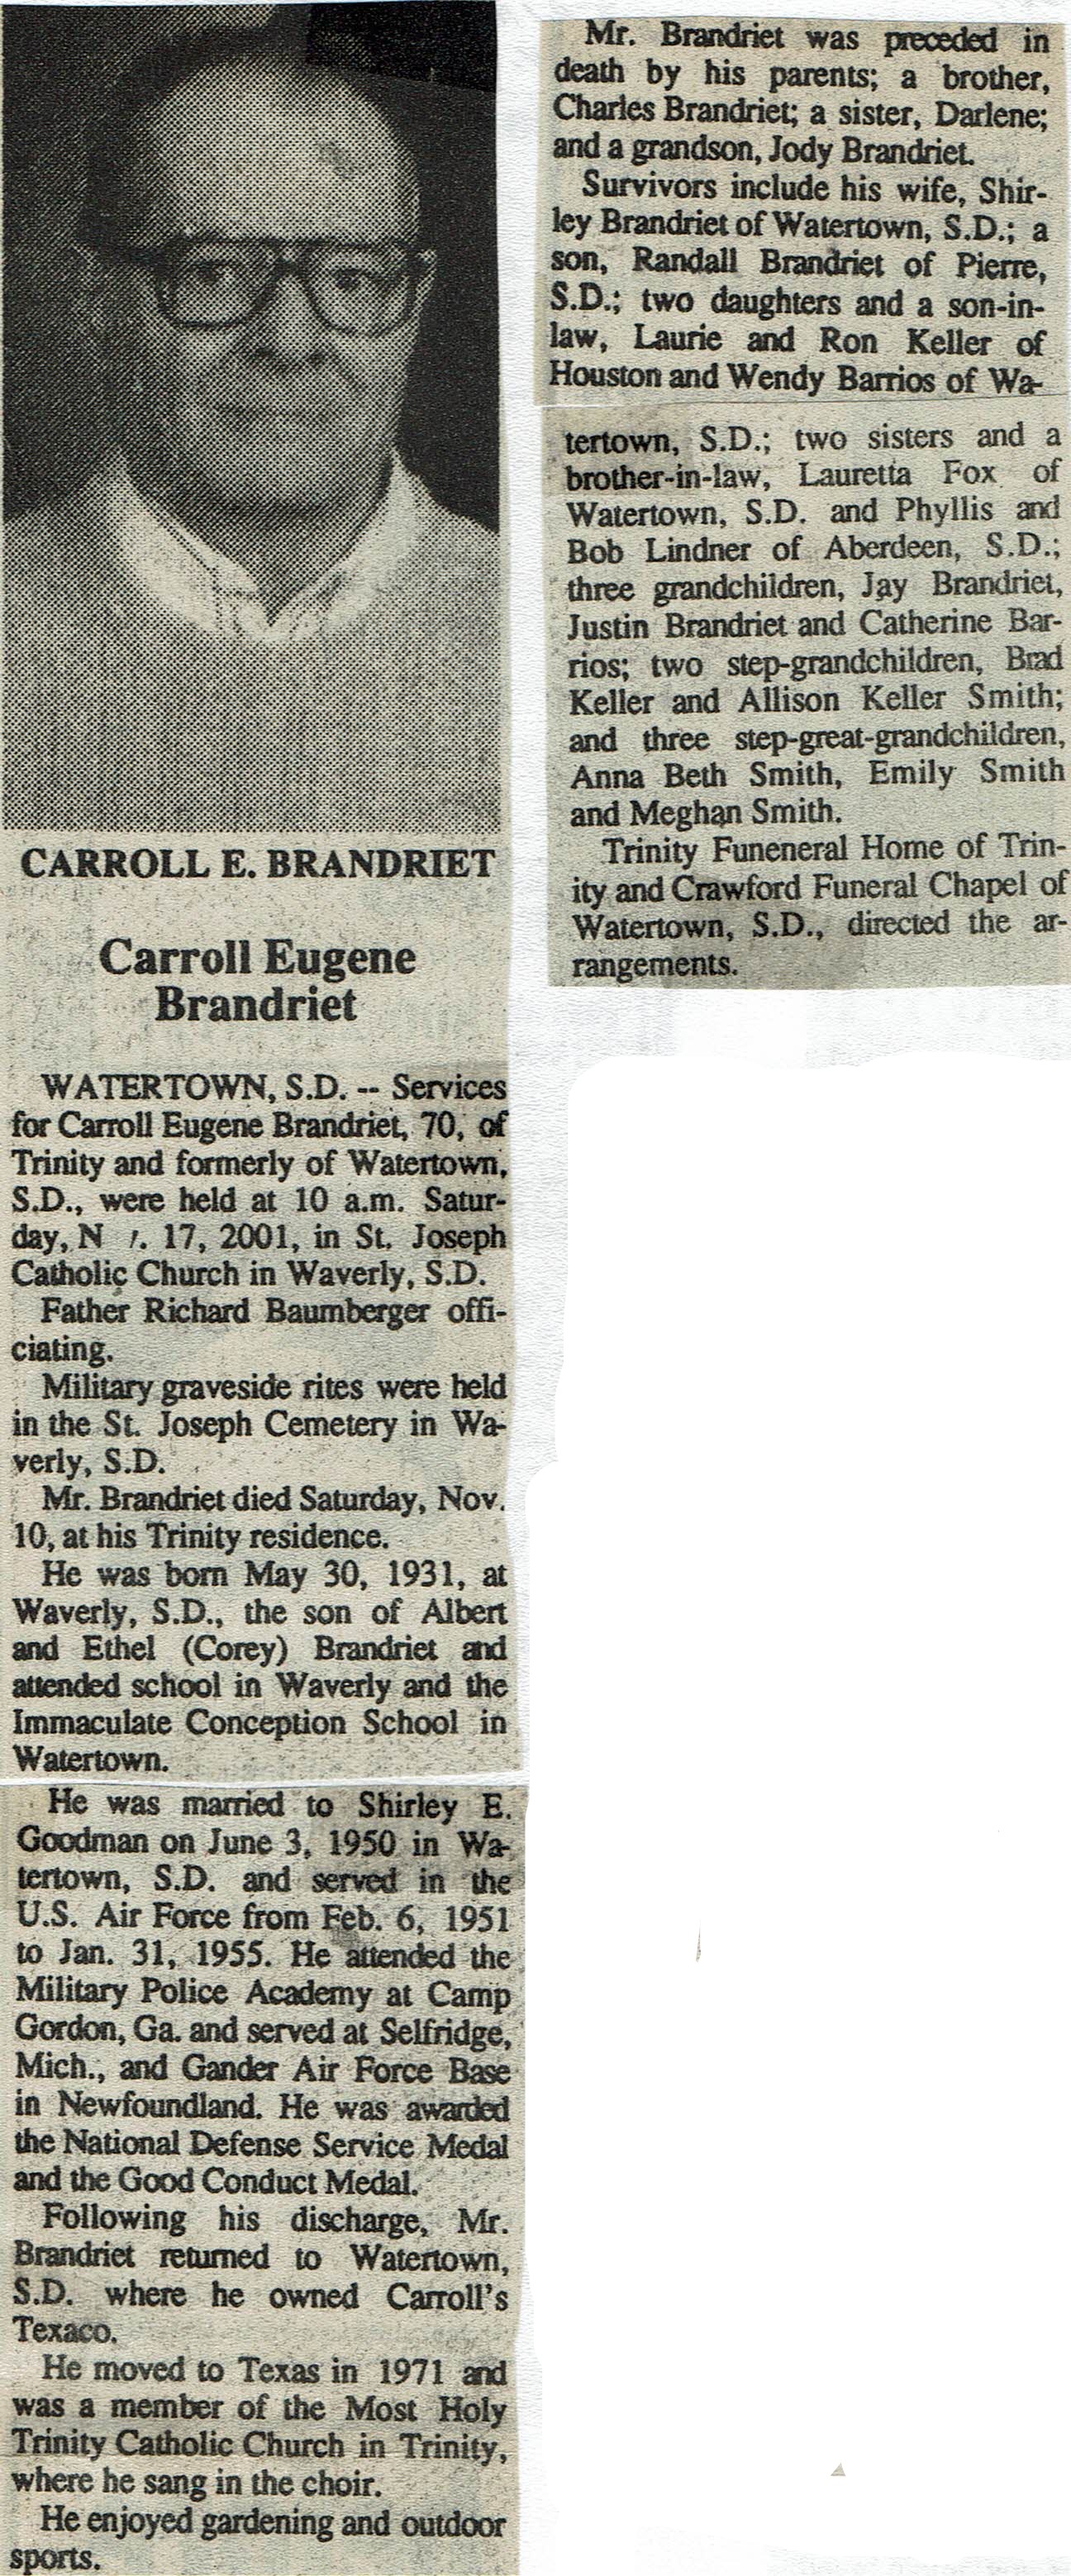 CARROLL E. BRANDRIET
Carroll Eugene
Brandriet
WATERTOWN, S.D. -- Services
for Carroll Eugene Brandriet, 70, of
Trinity and formerly of Watertown,
S.D., were held at 10 a.m. Satur-
day, N . 17, 2001, in St. Joseph
Catholic Church in Waverly, S.D.
Father Richard Baumberger offi-
ciating.
Military graveside rites were held
in the St. Joseph Cemetery in Wa-
verly, S.D.
Mr. Brandriet died Saturday, Nov.
10, at his Trinity residence.
He was born May 30, 1931, at
Waverly, S.D., the son of Albert
and Ethel (Corey) Brandriet and
attended school in Waverly and the
Immaculate Conception School in
Watertown.
He was married to Shirley E.
Goodman on June 3, 1950 in Wa-
tertown, S.D. and served in the
U.S. Air Force from Feb. 6, 1951
to Jan. 31, 1955. He attended the
Military Police Academy at Camp
Gordon, Ga. and served at Selfridge,
Mich., and Gander Air Force Base
in Newfoundland. He was awarded
the National Defense Service Medal
and the Good Conduct Medal.
Following his discharge, Mr.
Brandriet returned to Watertown,
S.D. where he owned Carroll's
Texaco.
He moved to Texas in 1971 and
was a member of the Most Holy
Trinity Catholic Church in Trinity,
where he sang in the choir.
He enjoyed gardening and outdoor
sports.
Mr. Brandriet was preceded in
death by his parents; a brother,
Charles Brandriet; a sister, Darlene;
and a grandson, Jody Brandriet.
Survivors include his wife, Shir-
ley Brandriet of Watertown, S.D.; a
son, Randall Brandriet of Pierre,
S.D.; two daughters and a son-in-
law, Laurie and Ron Keller of
Houston and Wendy Barrios of Wa-
tertown, S.D.; two sisters and a
brother-in-law, Lauretta Fox of
Watertown, S.D. and Phyllis and
Bob Lindner of Aberdeen, S.D.;
three grandchildren, Jay Brandriet,
Justin Brandriet and Catherine Bar-
rios; two step-grandchildren, Brad
Keller and Allison Keller Smith;
and three step-great-grandchildren,
Anna Beth Smith, Emily Smith
and Meghan Smith.
Trinity Funeneral Home of Trin-
ity and Crawford Funeral Chapel of
Watertown, S.D., directed the ar-
rangements.